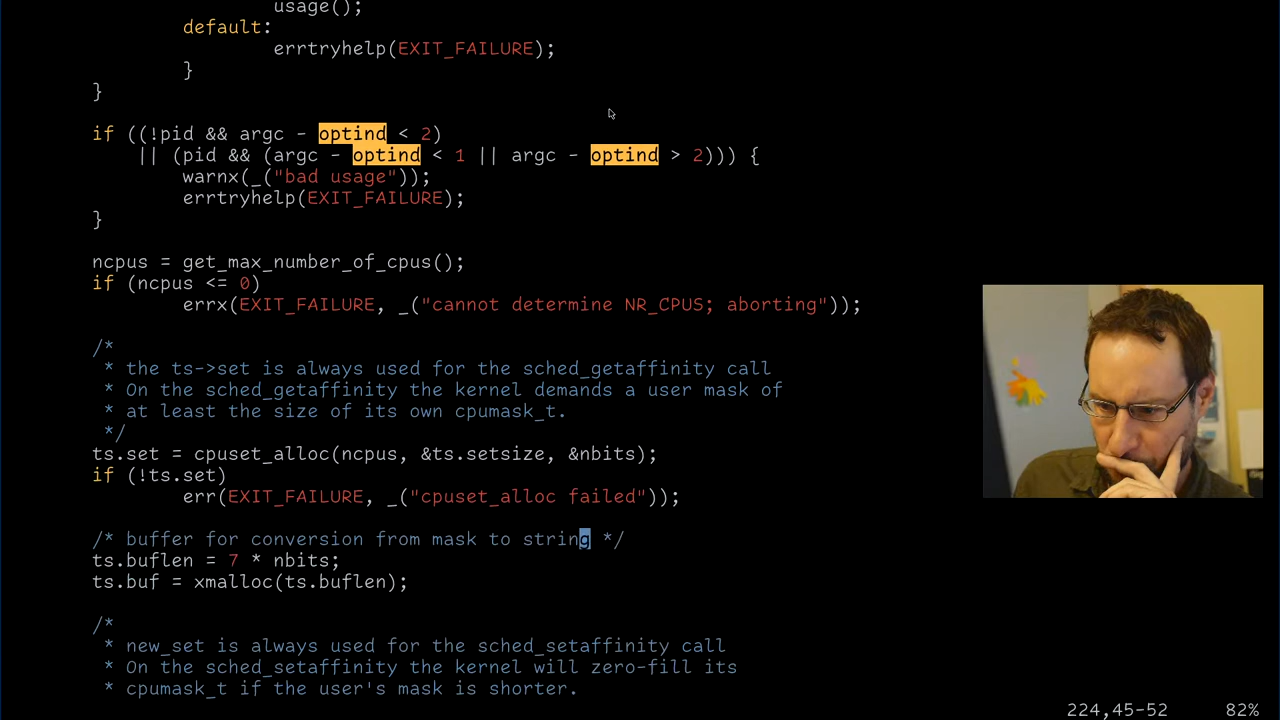 usage();
default:
errtryhelp(EXIT_FAILURE);
}
}
if ((!pid && argc - optind < 2)
|| (pid && (argc - optind < 1 || argc - optind > 2))) {
warnx(_("bad usage"));
errtryhelp(EXIT_FAILURE);
}
ncpus = get_max_number_of_cpus();
if (ncpus <= 0)
errx(EXIT_FAILURE, _("cannot determine NR_CPUS; aborting"));
/*
* the ts->set is always used for the sched_getaffinity call
* On the sched_getaffinity the kernel demands a user mask of
* at least the size of its own cpumask_t.
*/
ts.set = cpuset_alloc(ncpus, &ts.setsize, &nbits);
if (!ts.set)
err(EXIT_FAILURE, _("cpuset_alloc failed"));
/* buffer for conversion from mask to string */
ts.buflen = 7 * nbits;
ts.buf = xmalloc(ts.buflen);
/*
* new_set is always used for the sched_setaffinity call
* On the sched_setaffinity the kernel will zero-fill its
* cpumask_t if the user's mask is shorter.
224,45-52 82%